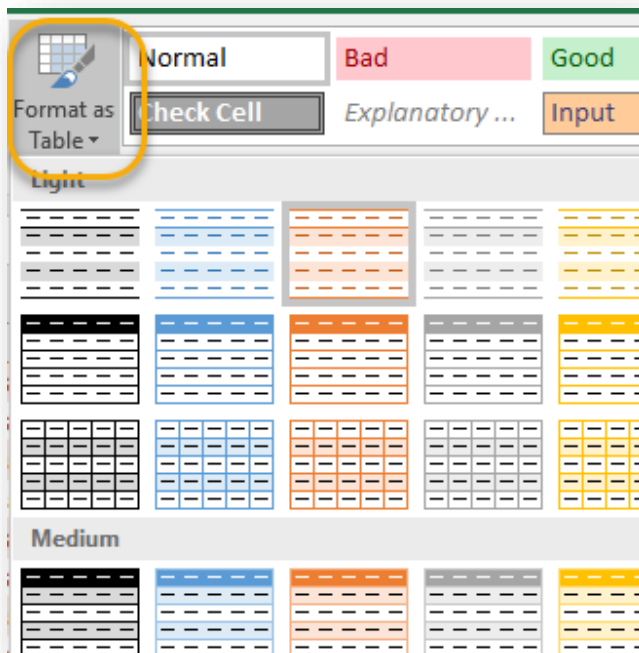 Normal
Bad
Good
Format as
Table
Check Cell
Explanatory ...
Input
Light
Medium